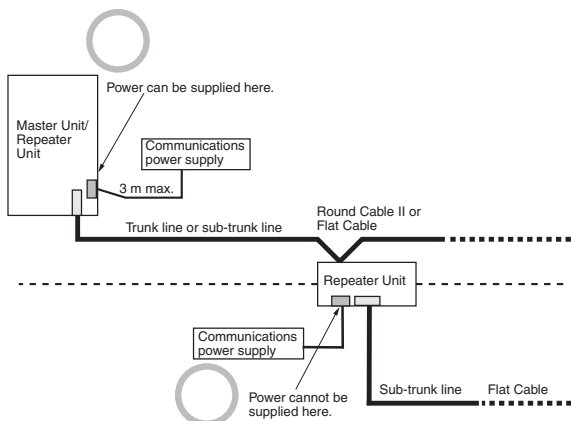 Power can be supplied here.
Master Unit/
Repeater
Unit
Communications
power supply
3 m max.
Trunk line or sub-trunk line
Round Cable II or
Flat Cable
Repeater Unit
Communications
power supply
Power cannot be
supplied here.
Sub-trunk line
Flat Cable